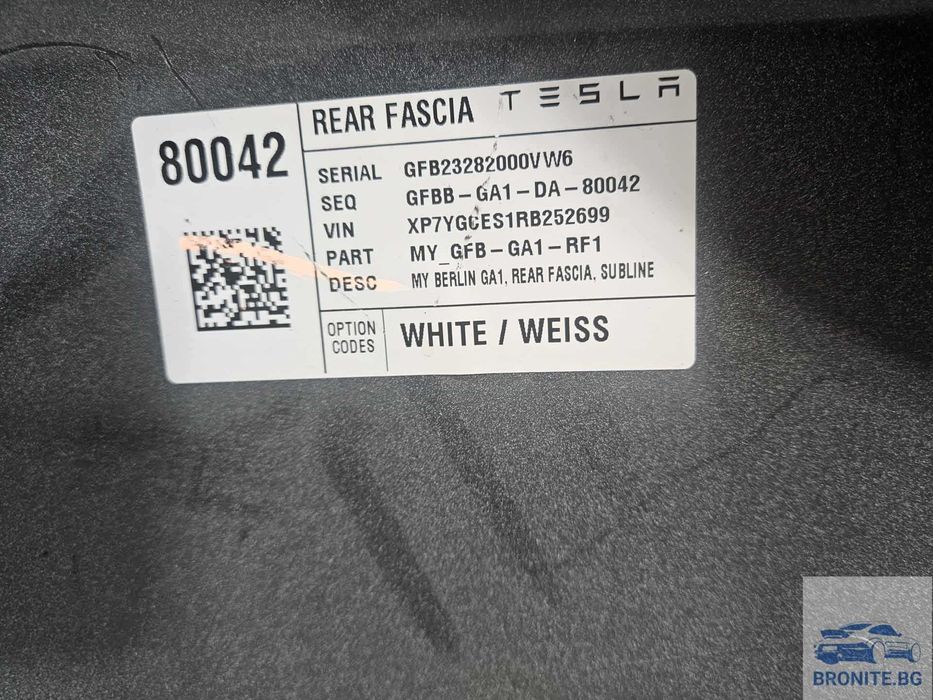 80042
REAR FASCIA TESLA
SERIAL GFB23282000VW6
SEQ GFBB-GA1-DA-80042
VIN XP7YGCES1RB252699
PART MY_GFB-GA1-RF1
DESC MY BERLIN GA1, REAR FASCIA, SUBLINE
OPTION CODES WHITE / WEISS
BRONITE.BG